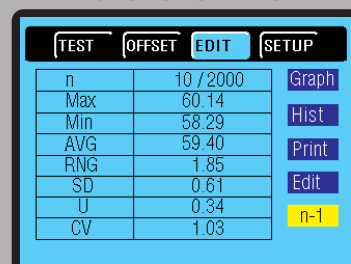 TEST OFFSET EDIT SETUP
n 10 / 2000 Graph
Max 60.14
Min 58.29 Hist
AVG 59.40 Print
RNG 1.85
SD 0.61 Edit
U 0.34 n-1
CV 1.03